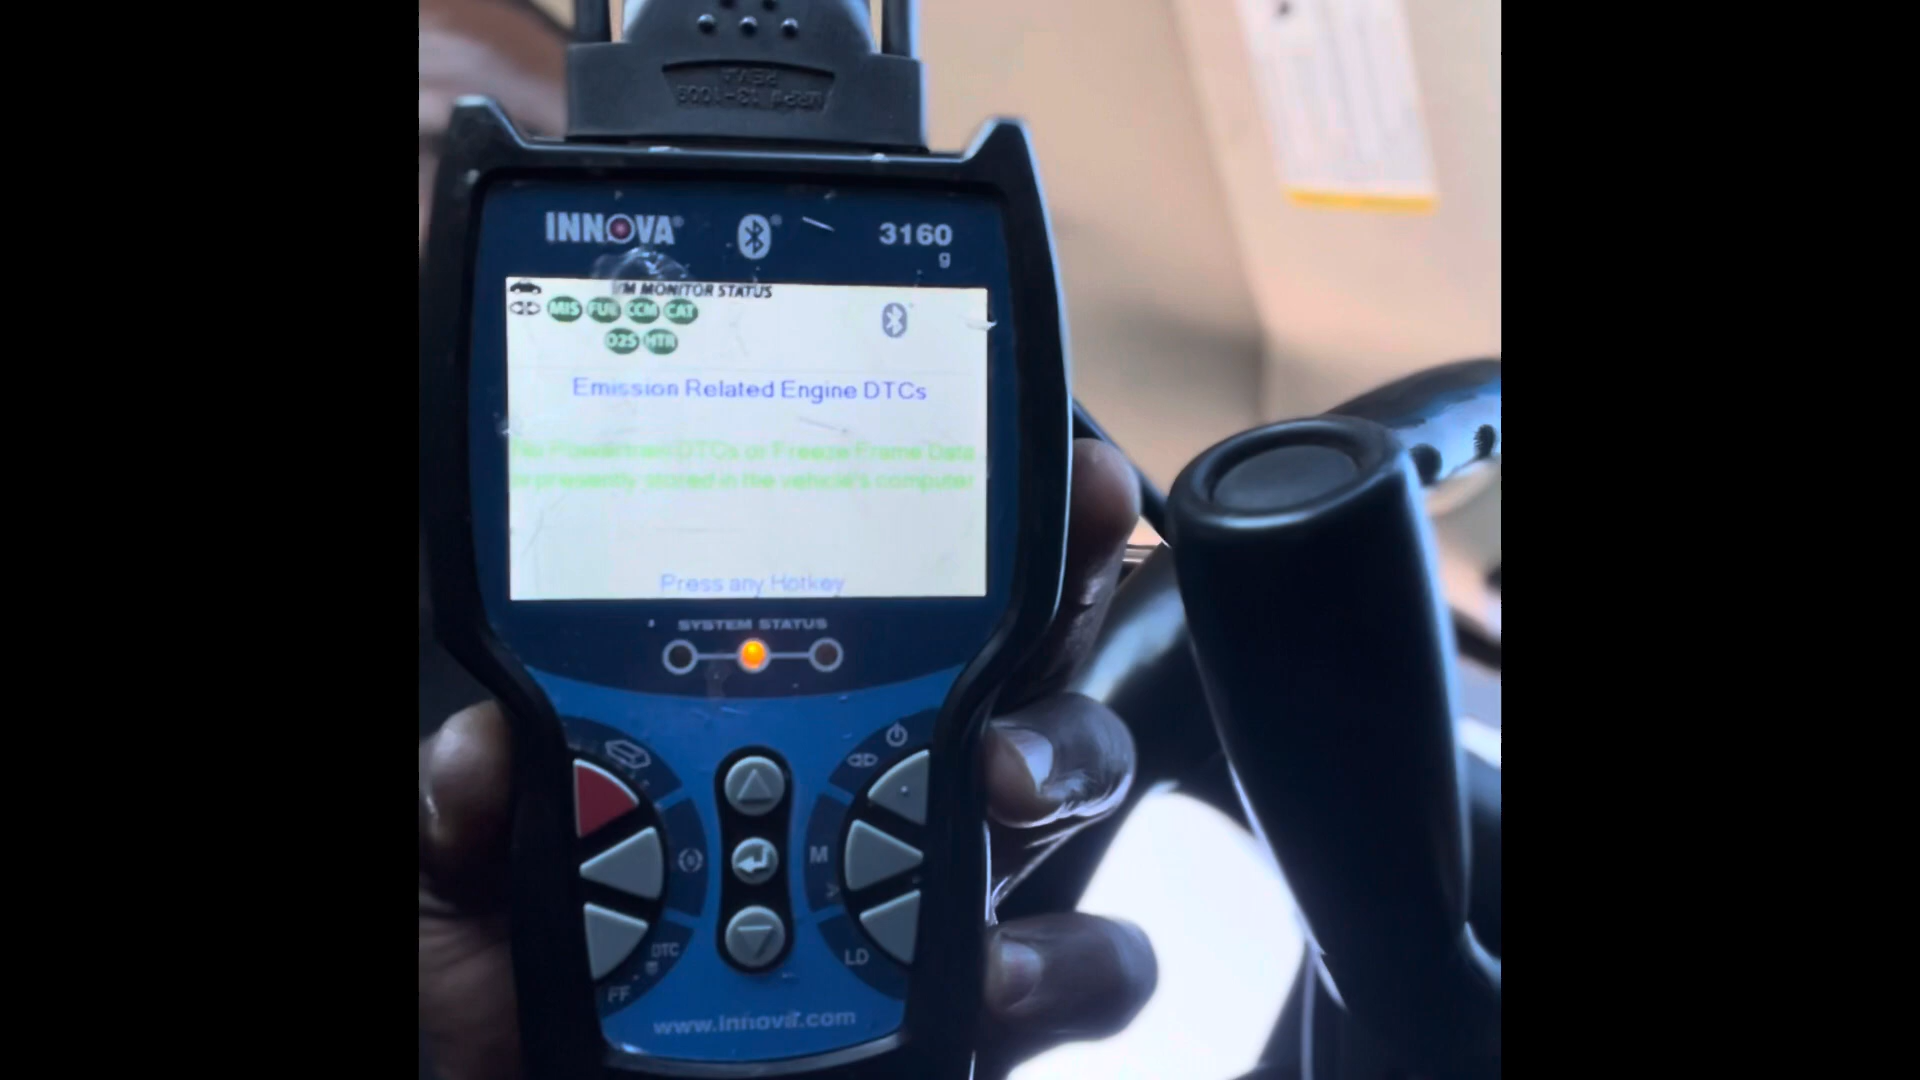 INNOVA® 3160
g
I/M MONITOR STATUS
MIS FUE CCM CAT
O2S HTR
Emission Related Engine DTCs
No Powertrain DTCs or Freeze Frame Data
is presently stored in the vehicle's computer
Press any Hotkey
SYSTEM STATUS
M
DTC
LD
FF
www.innova.com